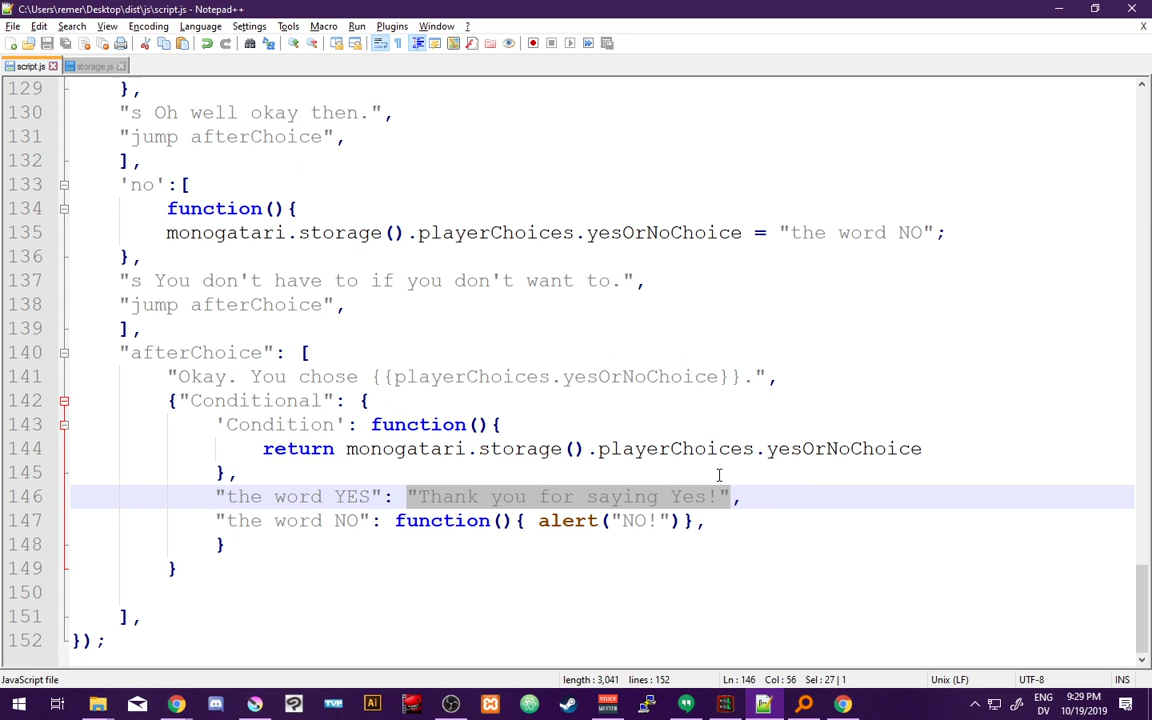 C:\Users\remer\Desktop\dist\js\script.js - Notepad++
File Edit Search View Encoding Language Settings Tools Macro Run Plugins Window ? X
script.js storage.js
129 },
130 "s Oh well okay then.",
131 "jump afterChoice",
132 ],
133 'no':[
134 function(){
135 monogatari.storage().playerChoices.yesOrNoChoice = "the word NO";
136 },
137 "s You don't have to if you don't want to.",
138 "jump afterChoice",
139 ],
140 "afterChoice": [
141 "Okay. You chose {{playerChoices.yesOrNoChoice}}.",
142 {"Conditional": {
143 'Condition': function(){
144 return monogatari.storage().playerChoices.yesOrNoChoice
145 },
146 "the word YES": "Thank you for saying Yes!",
147 "the word NO": function(){ alert("NO!")},
148 }
149 }
150
151 ],
152 });
JavaScript file length : 3,041 lines : 152 Ln : 146 Col : 56 Sel : 27 | 1 Unix (LF) UTF-8 INS
ENG 9:29 PM
DV 10/19/2019